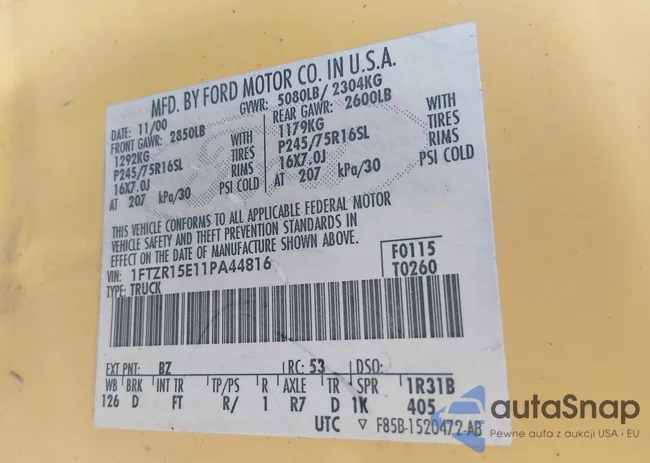 MFD. BY FORD MOTOR CO. IN U.S.A.
DATE: 11/00 GVWR: 5080LB/ 2304KG
FRONT GAWR: 2850LB REAR GAWR: 2600LB
1292KG WITH 1179KG WITH
P245/75R16SL TIRES P245/75R16SL TIRES
16X7.0J RIMS 16X7.0J RIMS
AT 207 kPa/30 PSI COLD AT 207 kPa/30 PSI COLD
THIS VEHICLE CONFORMS TO ALL APPLICABLE FEDERAL MOTOR
VEHICLE SAFETY AND THEFT PREVENTION STANDARDS IN
EFFECT ON THE DATE OF MANUFACTURE SHOWN ABOVE.
VIN: 1FTZR15E11PA44816 F0115
TYPE: TRUCK T0260
EXT PNT: BZ RC: 53 DSO:
WB BRK INT TR TP/PS R AXLE TR SPR 1R31B
126 D FT R/ 1 R7 D 1K 405
UTC ▽ F85B-1520472-AB
autaSnap
Pewne auta z aukcji USA i EU